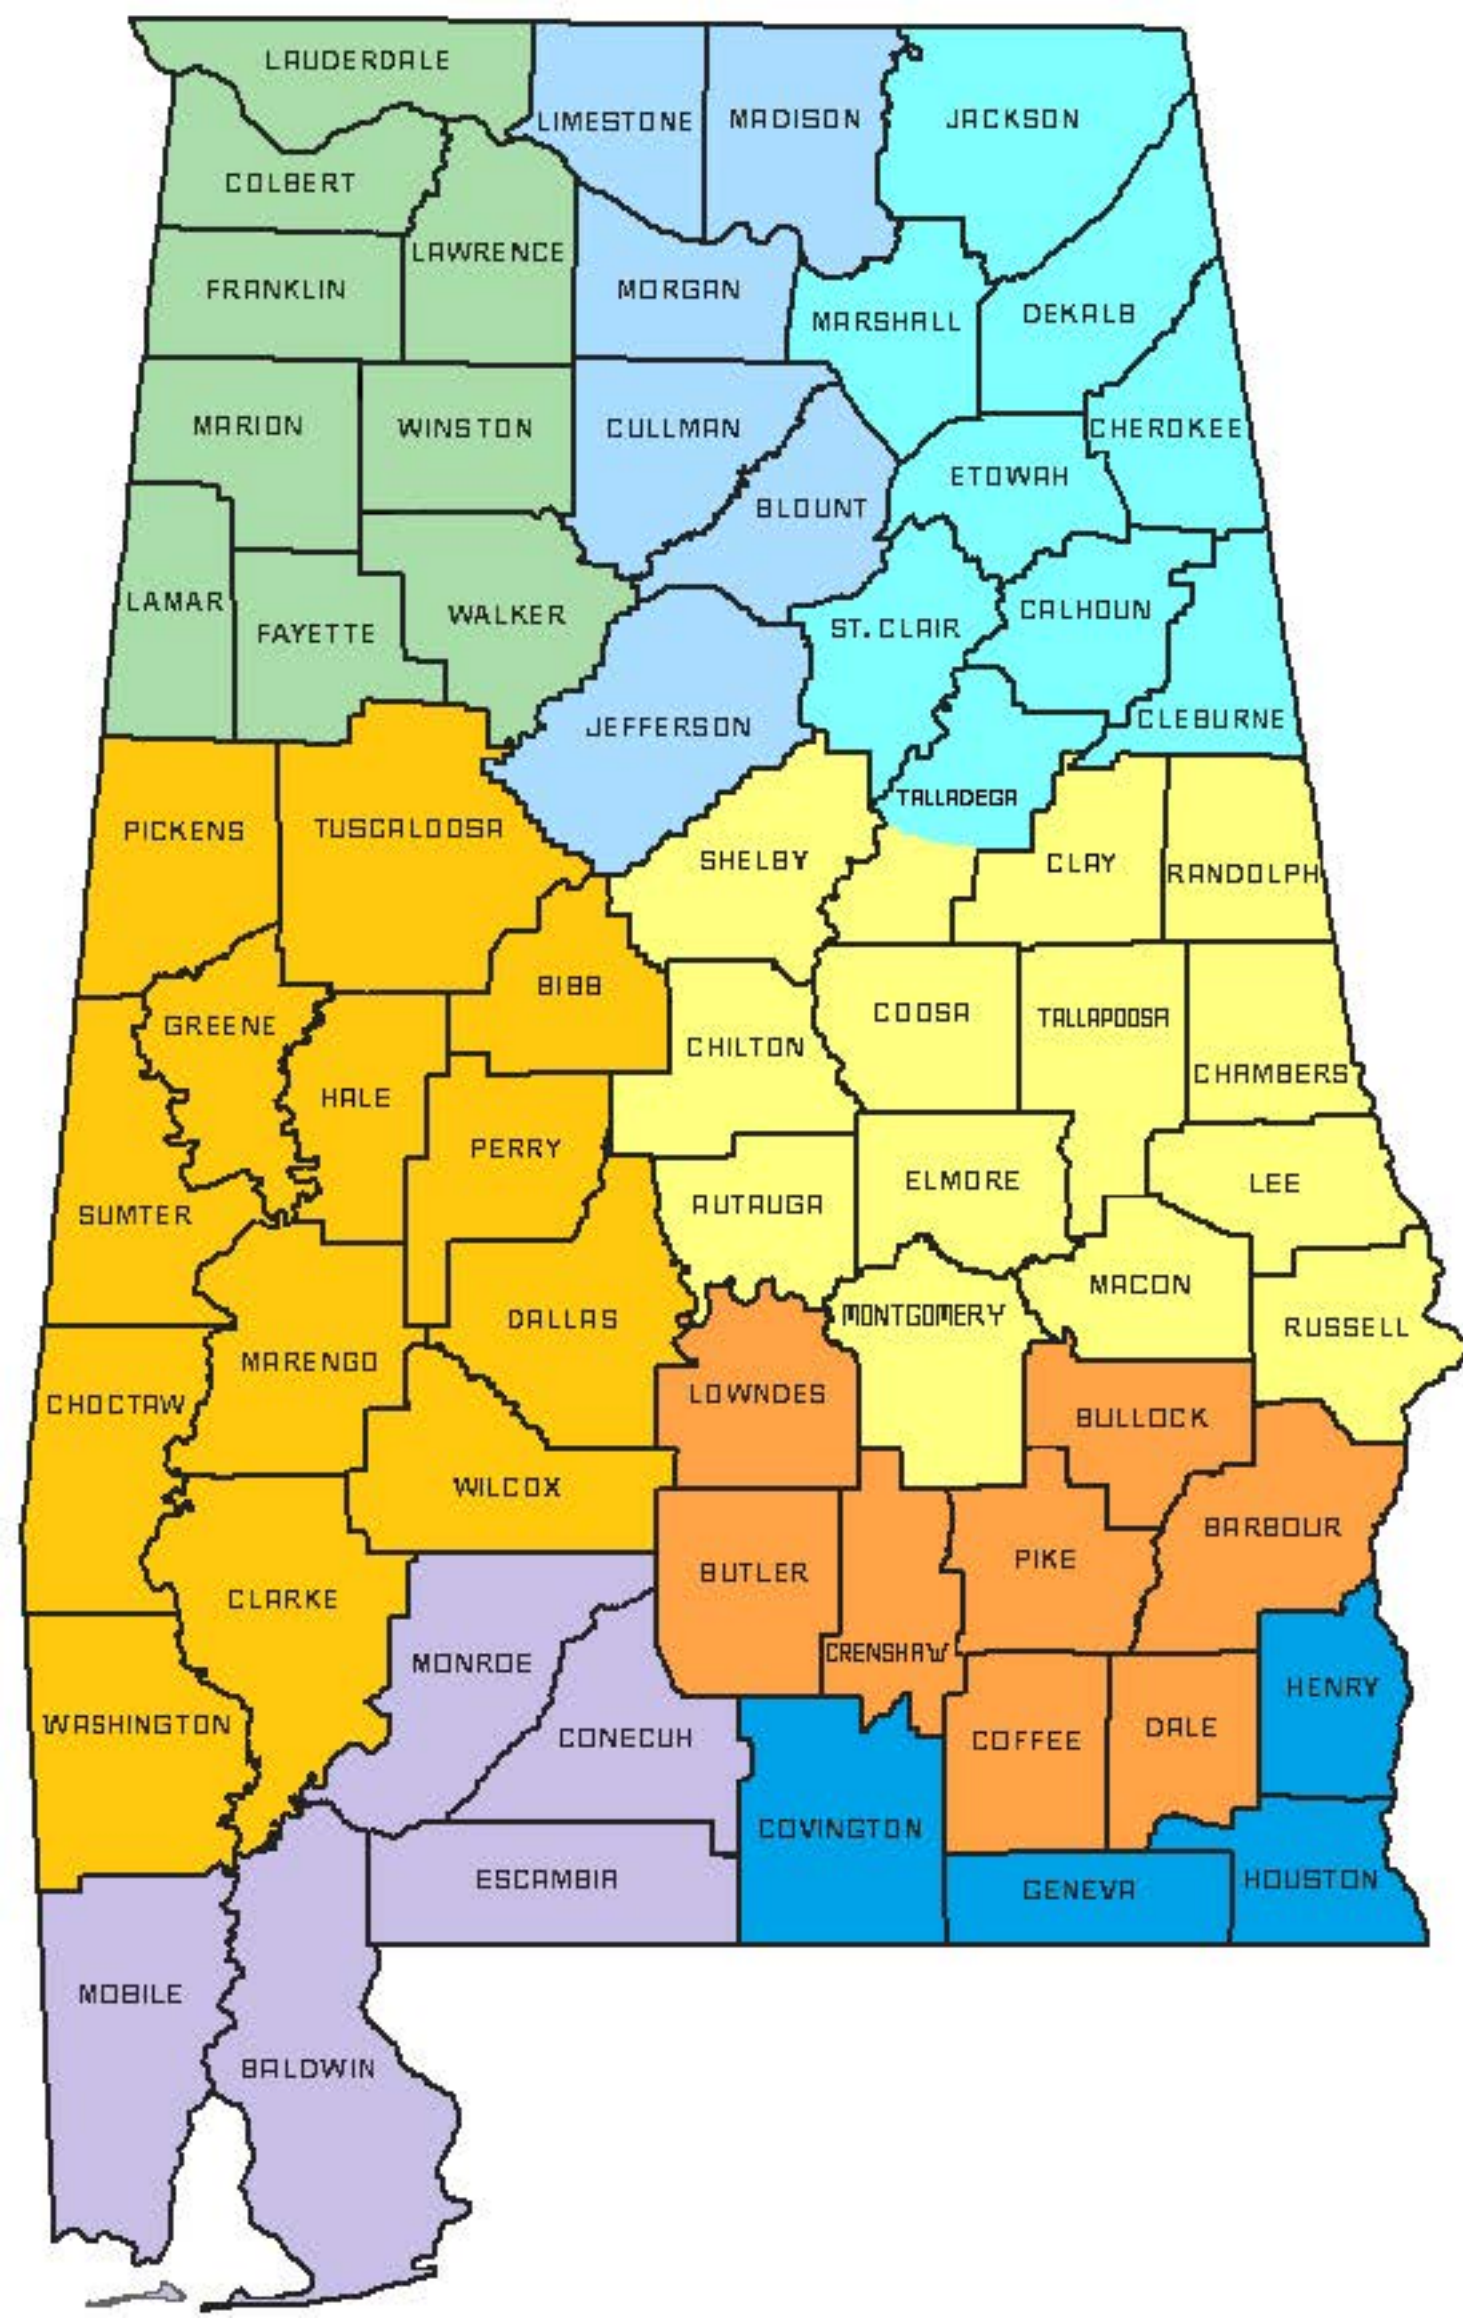 LAUDERDALE
LIMESTONE
MADISON
JACKSON
COLBERT
LAWRENCE
FRANKLIN
MORGAN
MARSHALL
DEKALB
MARION
WINSTON
CULLMAN
CHEROKEE
ETOWAH
BLOUNT
LAMAR
FAYETTE
WALKER
ST. CLAIR
CALHOUN
JEFFERSON
CLEBURNE
TALLADEGA
PICKENS
TUSCALOOSA
SHELBY
CLAY
RANDOLPH
BIBB
GREENE
COOSA
TALLAPOOSA
CHILTON
CHAMBERS
HALE
PERRY
ELMORE
LEE
SUMTER
AUTAUGA
MACON
DALLAS
MONTGOMERY
RUSSELL
MARENGO
LOWNDES
CHOCTAW
BULLOCK
WILCOX
BARBOUR
BUTLER
PIKE
CLARKE
CRENSHAW
MONROE
HENRY
WASHINGTON
CONECUH
COFFEE
DALE
COVINGTON
ESCAMBIA
GENEVA
HOUSTON
MOBILE
BALDWIN